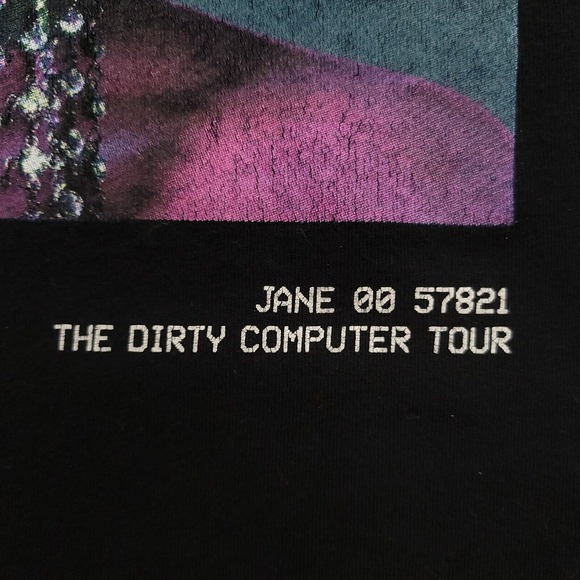 JANE 00 57821
THE DIRTY COMPUTER TOUR